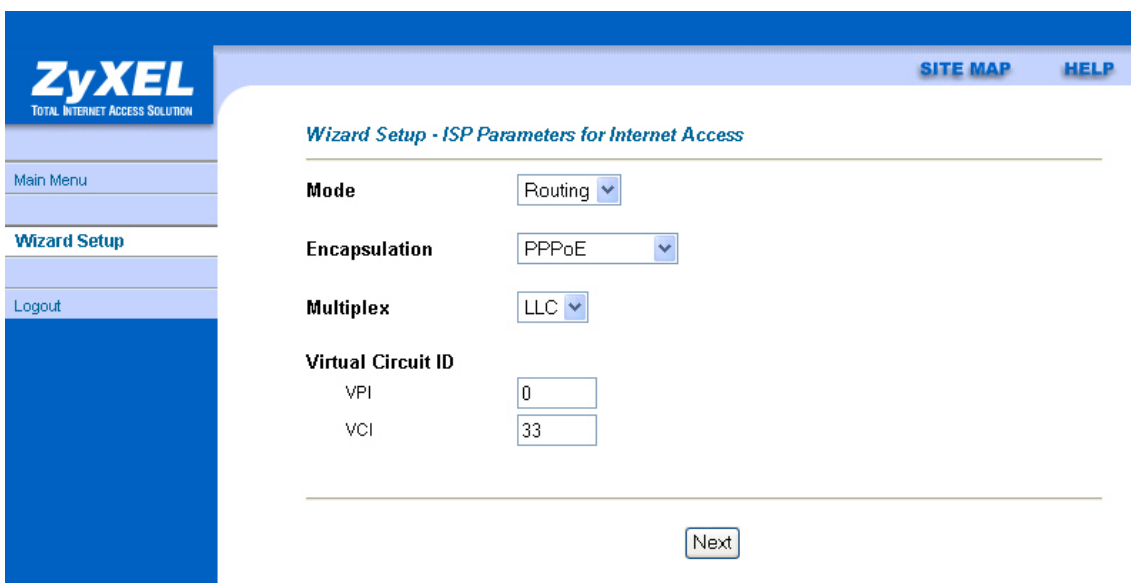 SITE MAP HELP
ZyXEL
TOTAL INTERNET ACCESS SOLUTION
Main Menu
Wizard Setup
Logout
Wizard Setup - ISP Parameters for Internet Access
Mode Routing
Encapsulation PPPoE
Multiplex LLC
Virtual Circuit ID
VPI 0
VCI 33
Next